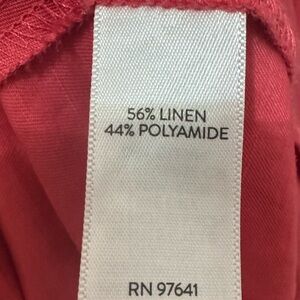 56% LINEN
44% POLYAMIDE
RN 97641